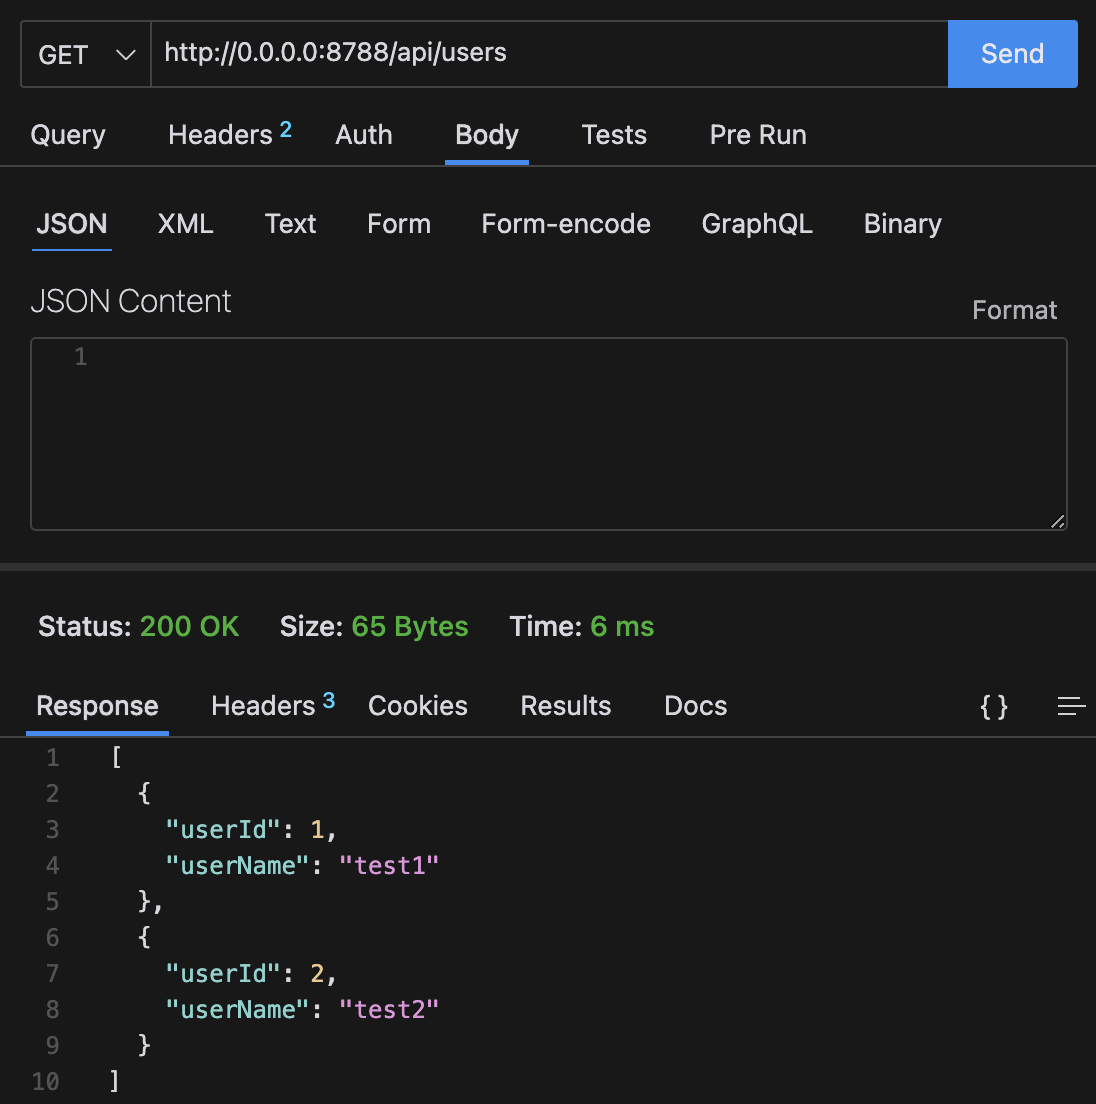 GET http://0.0.0.0:8788/api/users Send
Query Headers 2 Auth Body Tests Pre Run
JSON XML Text Form Form-encode GraphQL Binary
JSON Content Format
1
Status: 200 OK Size: 65 Bytes Time: 6 ms
Response Headers 3 Cookies Results Docs { }
1 [
2 {
3 "userId": 1,
4 "userName": "test1"
5 },
6 {
7 "userId": 2,
8 "userName": "test2"
9 }
10 ]